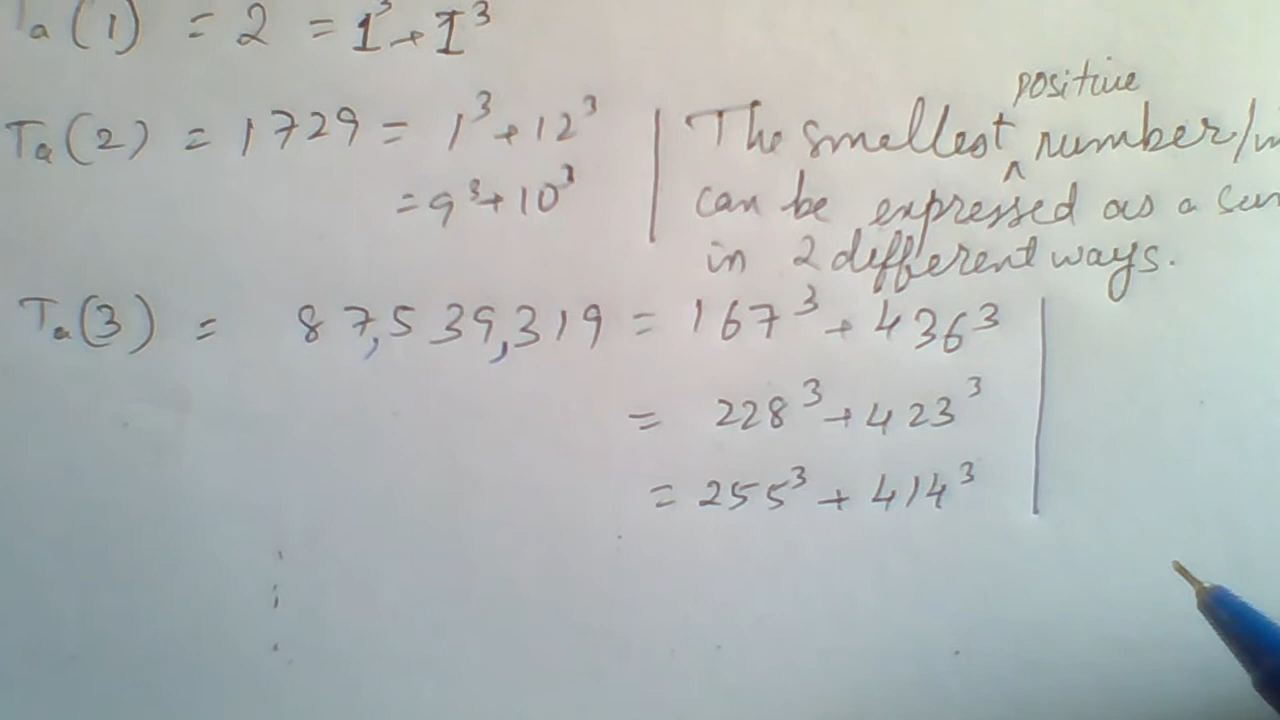 Ta(1) = 2 = 1³+1³
positive
Ta(2) = 1729 = 1³+12³ | The smallest ^ number/
=9³+10³ | can be expressed as a
in 2 different ways.
Ta(3) = 87,539,319 = 167³+436³
= 228³+423³
= 255³+414³